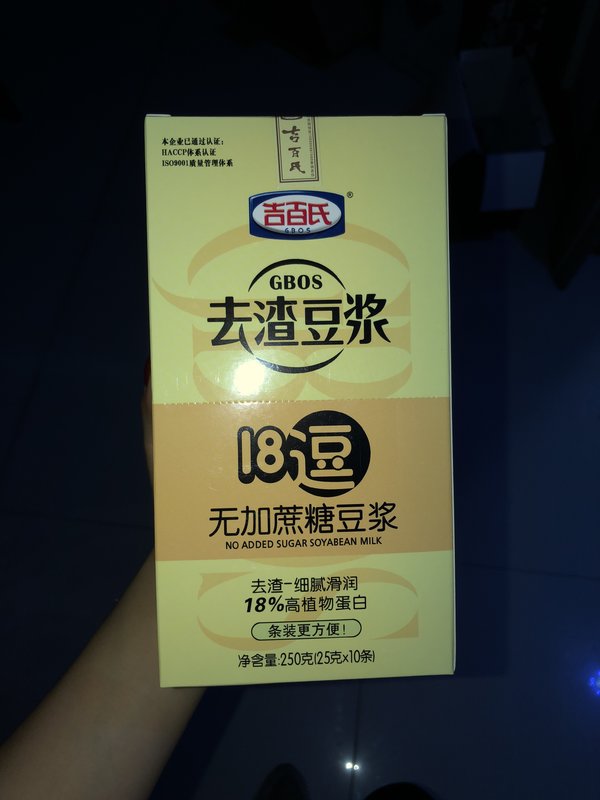 本企业已通过认证:
HACCP体系认证
ISO9001质量管理体系
吉百氏
吉百氏®
GBOS
GBOS
去渣豆浆
18逗
无加蔗糖豆浆
NO ADDED SUGAR SOYABEAN MILK
去渣-细腻滑润
18%高植物蛋白
条装更方便!
净含量:250克(25克×10条)